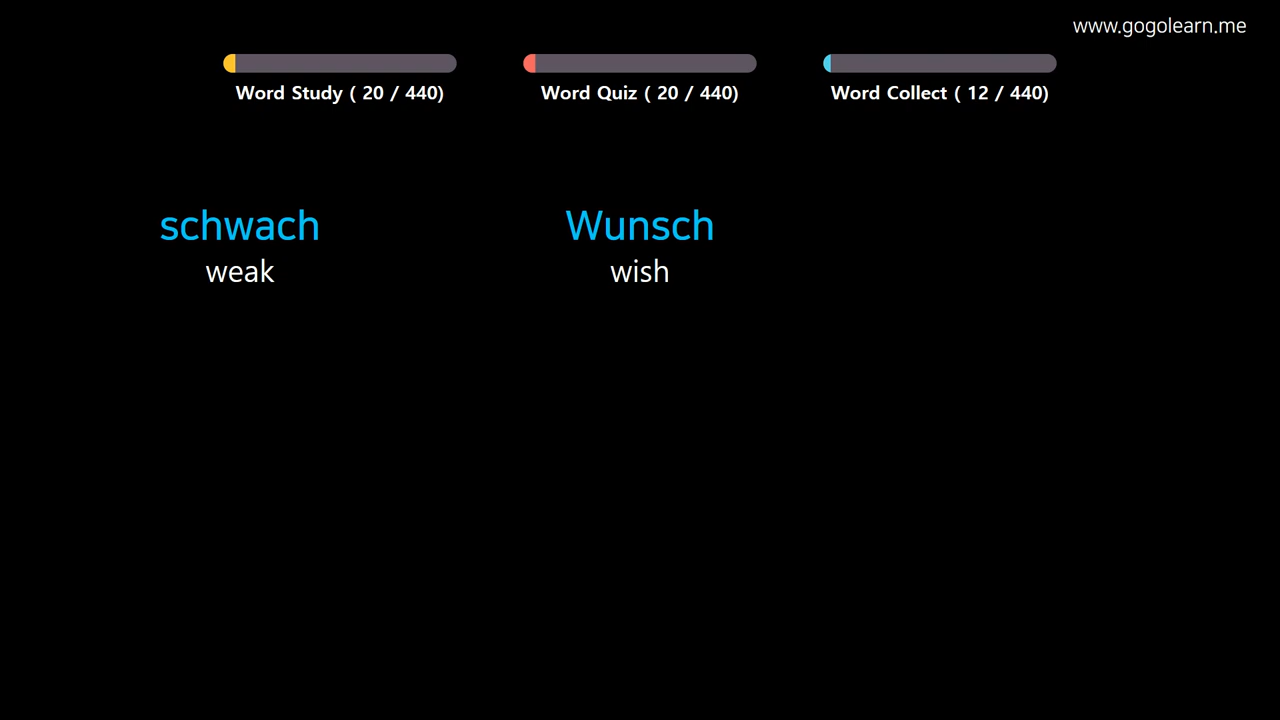 www.gogolearn.me
Word Study ( 20 / 440)
Word Quiz ( 20 / 440)
Word Collect ( 12 / 440)
schwach
weak
Wunsch
wish